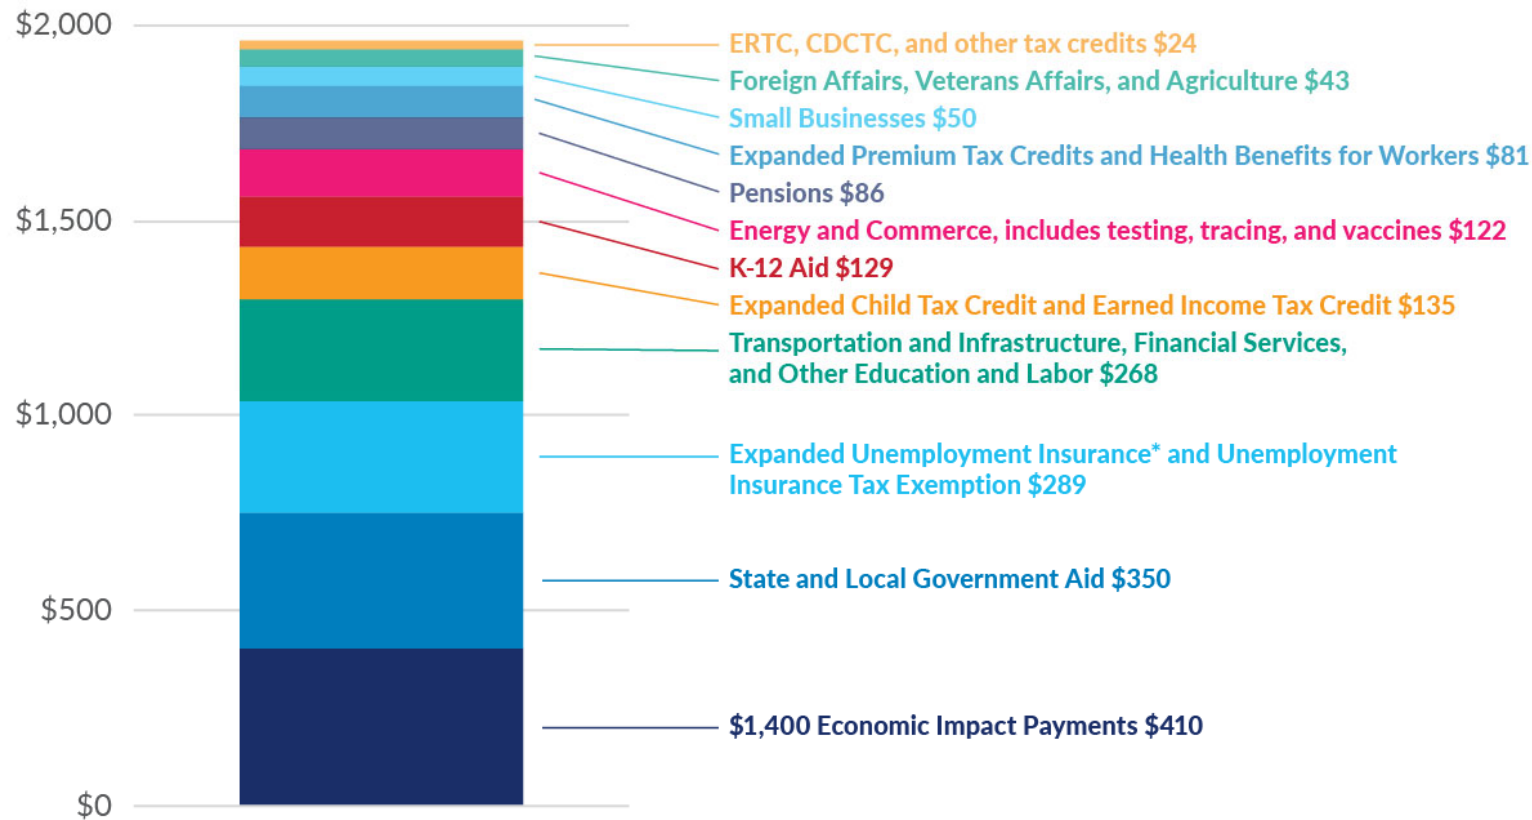 $2,000
ERTC, CDCTC, and other tax credits $24
Foreign Affairs, Veterans Affairs, and Agriculture $43
Small Businesses $50
Expanded Premium Tax Credits and Health Benefits for Workers $81
Pensions $86
$1,500
Energy and Commerce, includes testing, tracing, and vaccines $122
K-12 Aid $129
Expanded Child Tax Credit and Earned Income Tax Credit $135
Transportation and Infrastructure, Financial Services,
and Other Education and Labor $268
$1,000
Expanded Unemployment Insurance* and Unemployment
Insurance Tax Exemption $289
State and Local Government Aid $350
$500
$1,400 Economic Impact Payments $410
$0